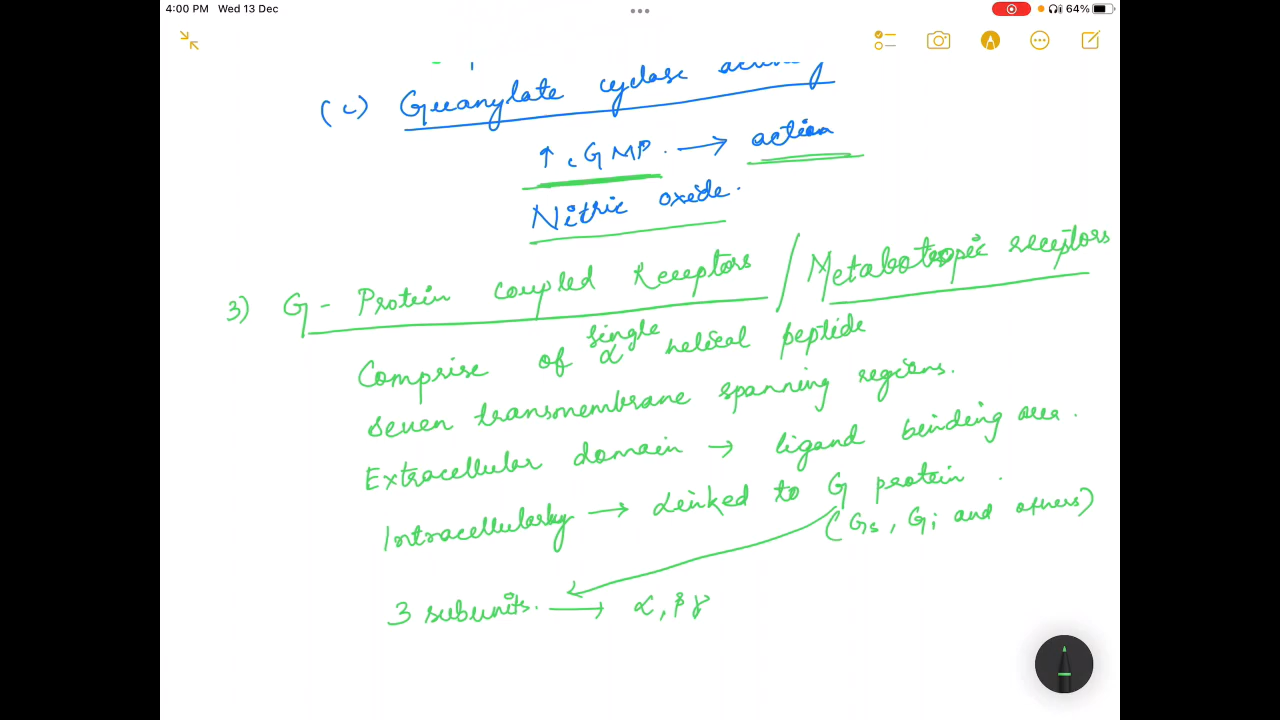 4:00 PM Wed 13 Dec
64%
(c) Guanylate cyclase activity
↑ cGMP. → action
Nitric oxide.
3) G - Protein coupled Receptors / Metabotropic receptors
Comprise of single α helical peptide
seven transmembrane spanning regions.
Extracellular domain → ligand binding area.
Intracellularly → Linked to G protein.
(Gs, Gi and others)
3 subunits. → α, β γ